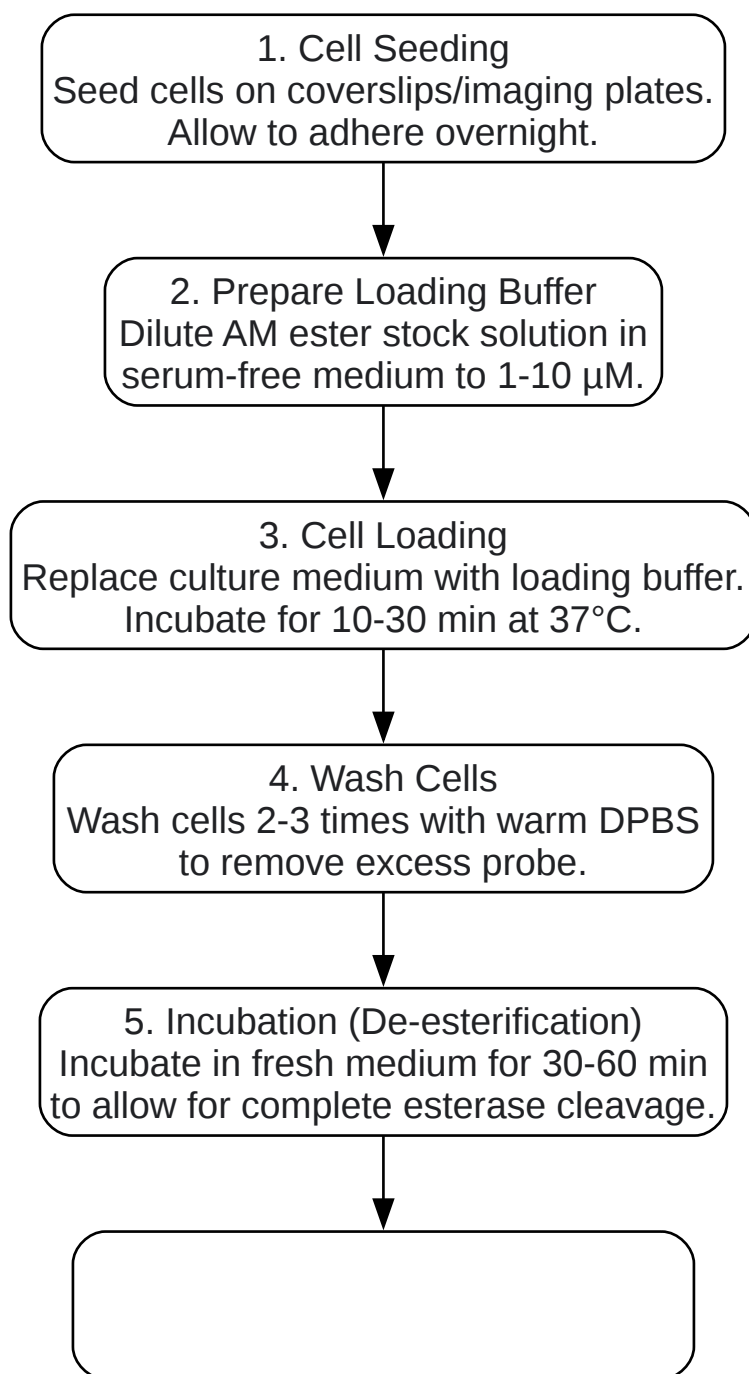 1. Cell Seeding
Seed cells on coverslips/imaging plates.
Allow to adhere overnight.
2. Prepare Loading Buffer
Dilute AM ester stock solution in
serum-free medium to 1-10 µM.
3. Cell Loading
Replace culture medium with loading buffer.
Incubate for 10-30 min at 37°C.
4. Wash Cells
Wash cells 2-3 times with warm DPBS
to remove excess probe.
5. Incubation (De-esterification)
Incubate in fresh medium for 30-60 min
to allow for complete esterase cleavage.